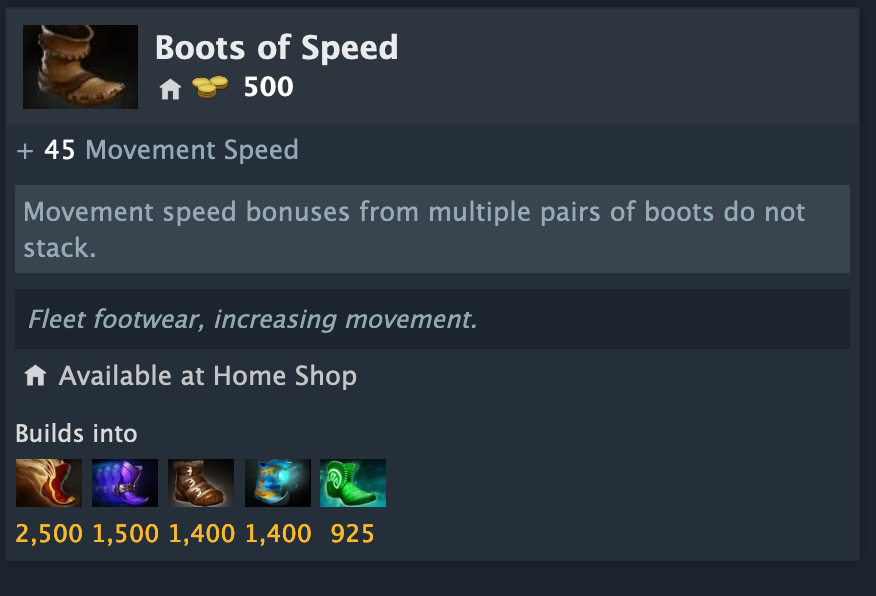 Boots of Speed
500
+ 45 Movement Speed
Movement speed bonuses from multiple pairs of boots do not
stack.
Fleet footwear, increasing movement.
Available at Home Shop
Builds into
2,500 1,500 1,400 1,400 925